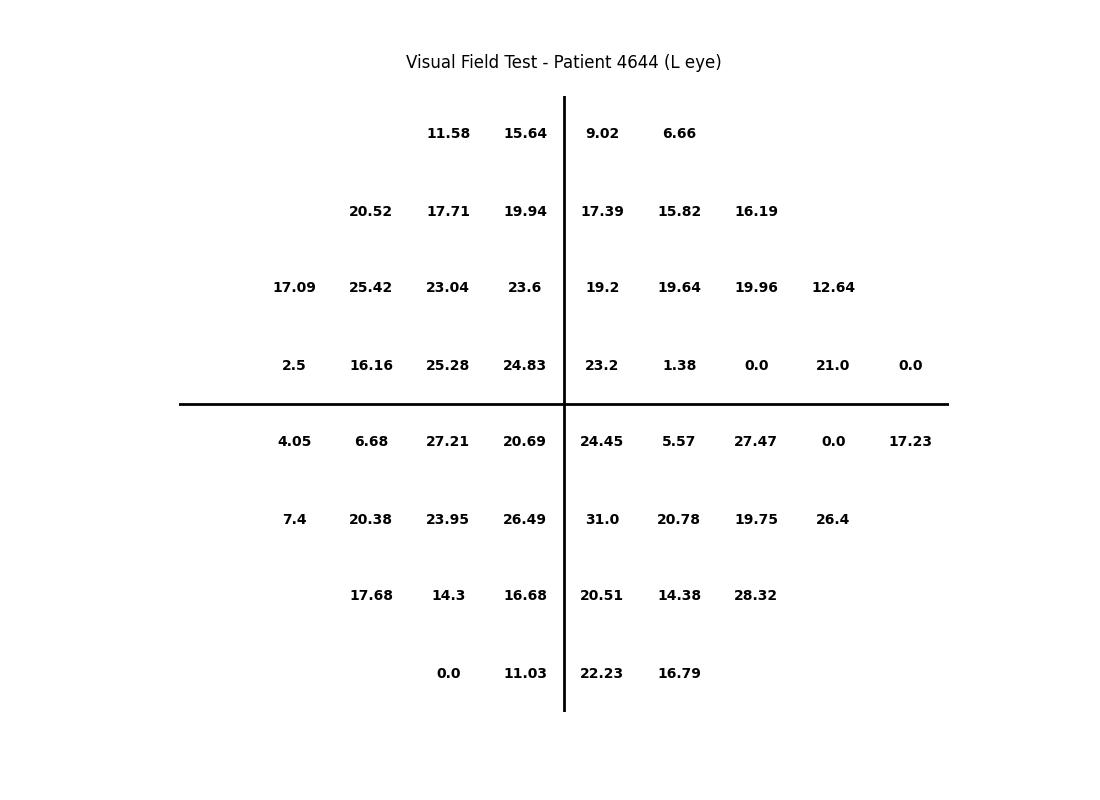 Visual Field Test - Patient 4644 (L eye)
11.58 15.64 9.02 6.66
20.52 17.71 19.94 17.39 15.82 16.19
17.09 25.42 23.04 23.6 19.2 19.64 19.96 12.64
2.5 16.16 25.28 24.83 23.2 1.38 0.0 21.0 0.0
4.05 6.68 27.21 20.69 24.45 5.57 27.47 0.0 17.23
7.4 20.38 23.95 26.49 31.0 20.78 19.75 26.4
17.68 14.3 16.68 20.51 14.38 28.32
0.0 11.03 22.23 16.79